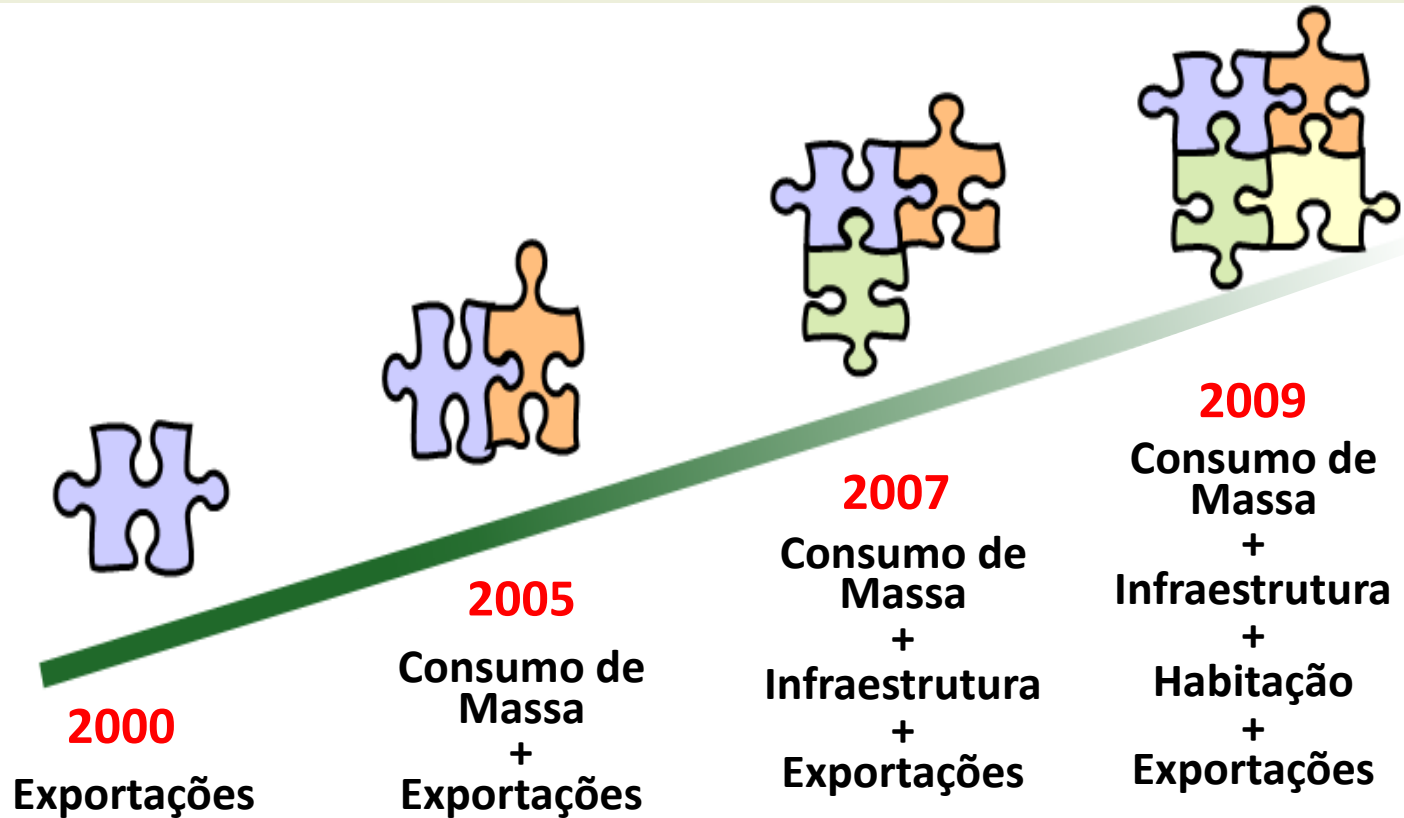 2000
Exportações
2005
Consumo de
Massa
+
Exportações
2007
Consumo de
Massa
+
Infraestrutura
+
Exportações
2009
Consumo de
Massa
+
Infraestrutura
+
Habitação
+
Exportações